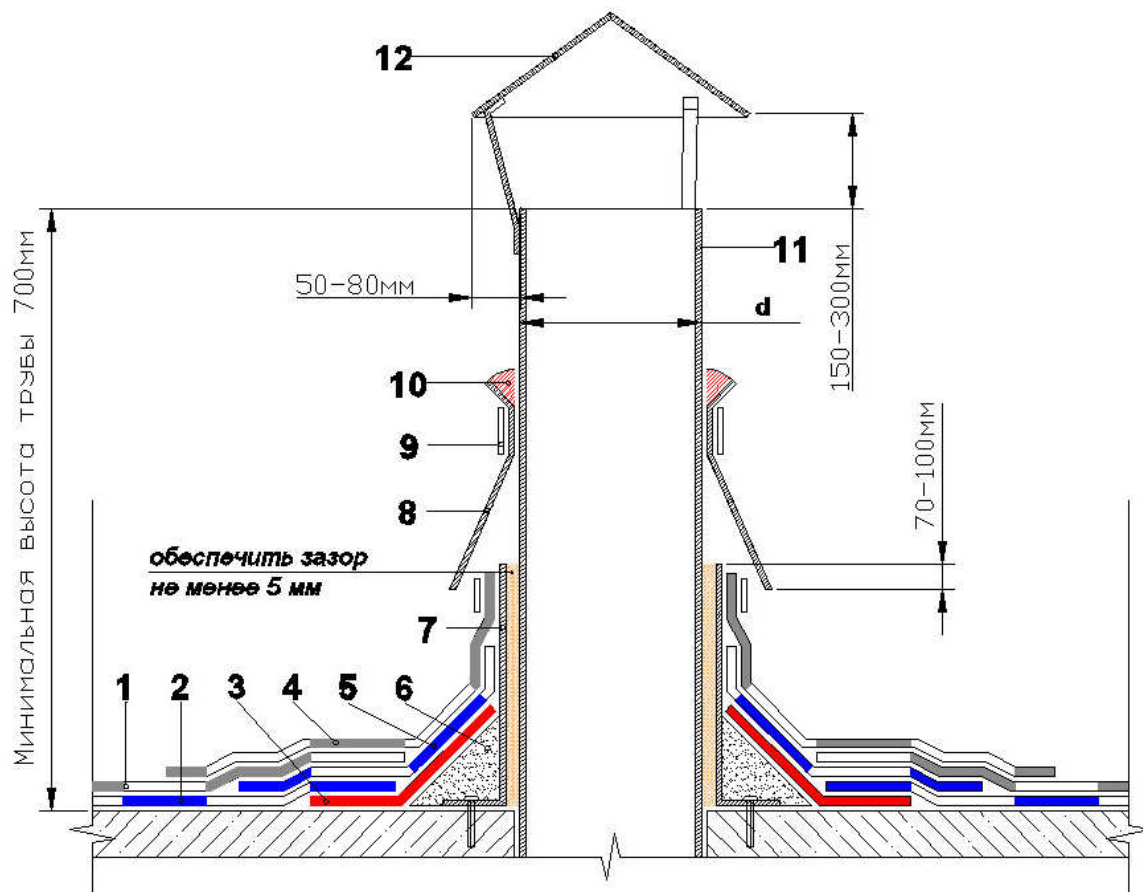 12
11
50-80мм
d
150-300мм
Минимальная высота трубы 700мм
10
9
8
70-100мм
обеспечить зазор
не менее 5 мм
7
1
2
3
4
5
6